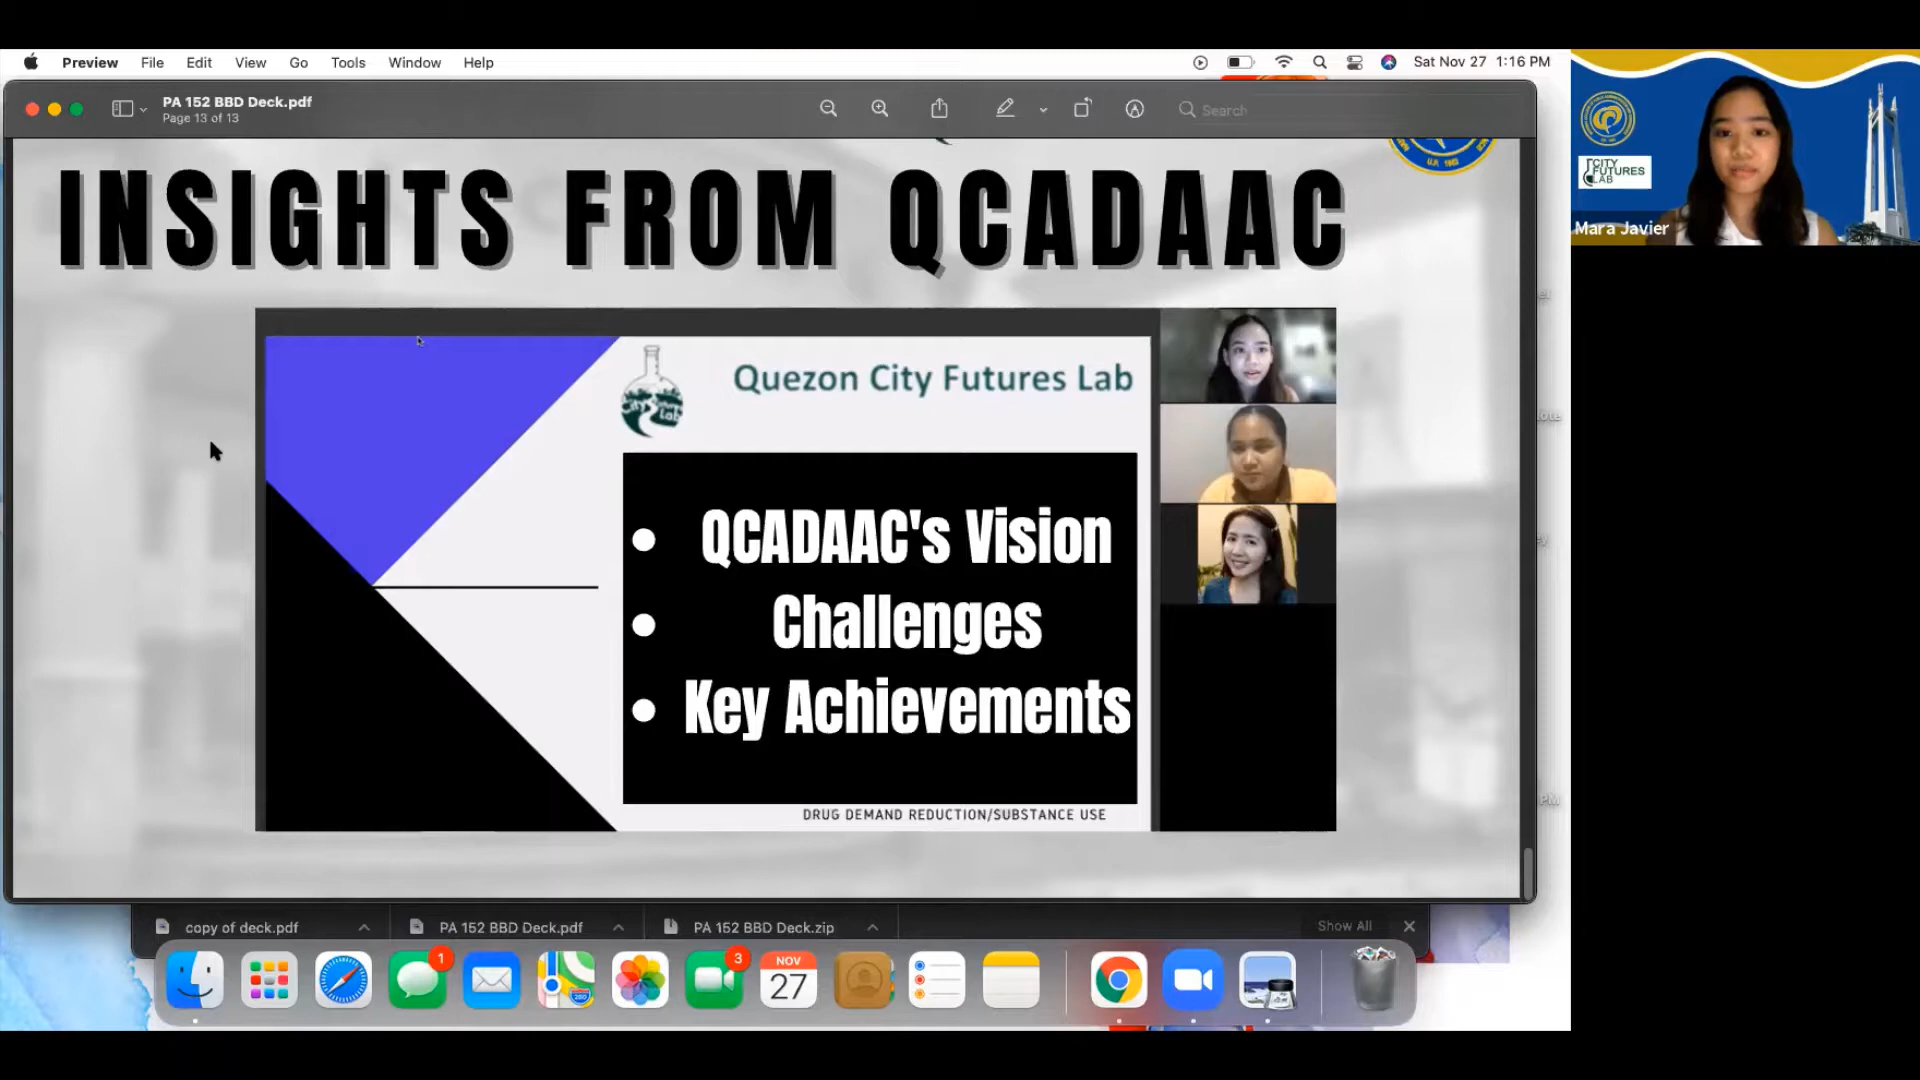 Preview File Edit View Go Tools Window Help
Sat Nov 27 1:16 PM
PA 152 BBD Deck.pdf
Page 13 of 13
Search
CITY
FUTURES
LAB
Mara Javier
INSIGHTS FROM QCADAAC
Quezon City Futures Lab
• QCADAAC's Vision
• Challenges
• Key Achievements
DRUG DEMAND REDUCTION/SUBSTANCE USE
copy of deck.pdf
PA 152 BBD Deck.pdf
PA 152 BBD Deck.zip
Show All
1
3
NOV
27
280